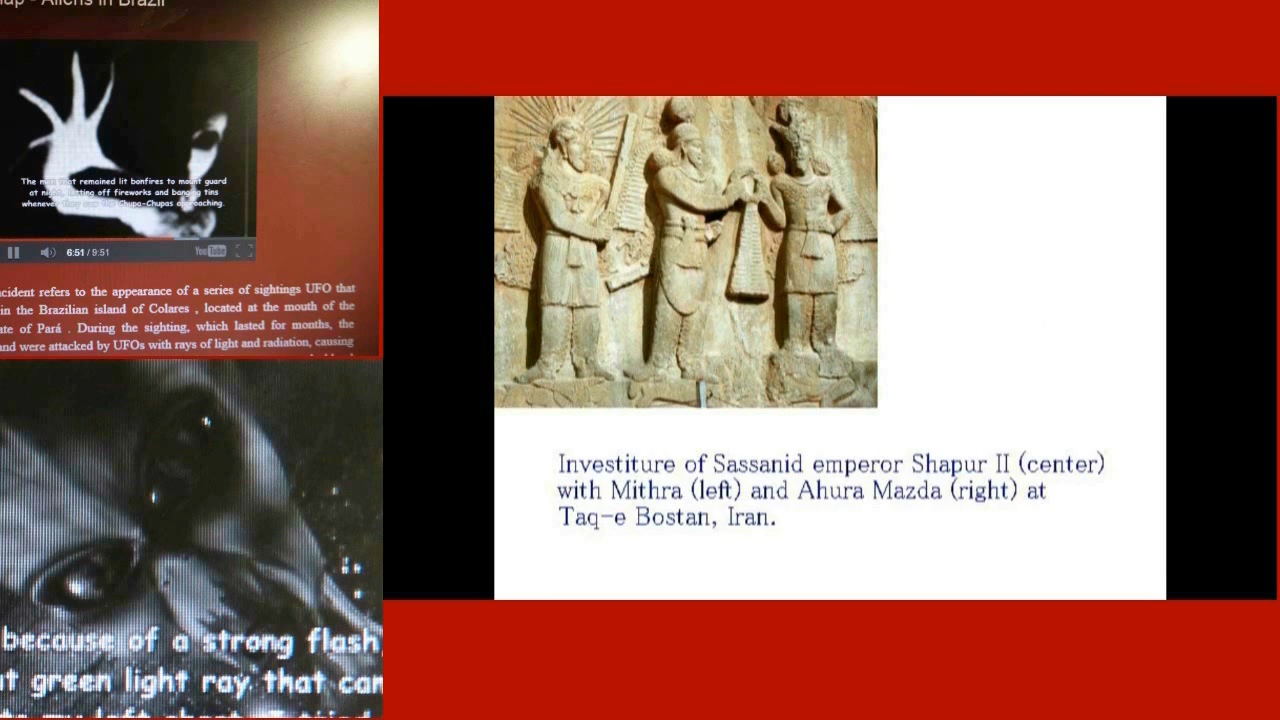 Aliens in Brazil
The men that remained lit bonfires to mount guard
at night, letting off fireworks and banging tins
whenever they saw the Chupa-Chupas approaching.
6:51 / 9:51
YouTube
refers to the appearance of a series of sightings UFO that
in the Brazilian island of Colares , located at the mouth of the
of Pará . During the sighting, which lasted for months, the
were attacked by UFOs with rays of light and radiation, causing
because of a strong flash,
green light ray that
Investiture of Sassanid emperor Shapur II (center)
with Mithra (left) and Ahura Mazda (right) at
Taq-e Bostan, Iran.